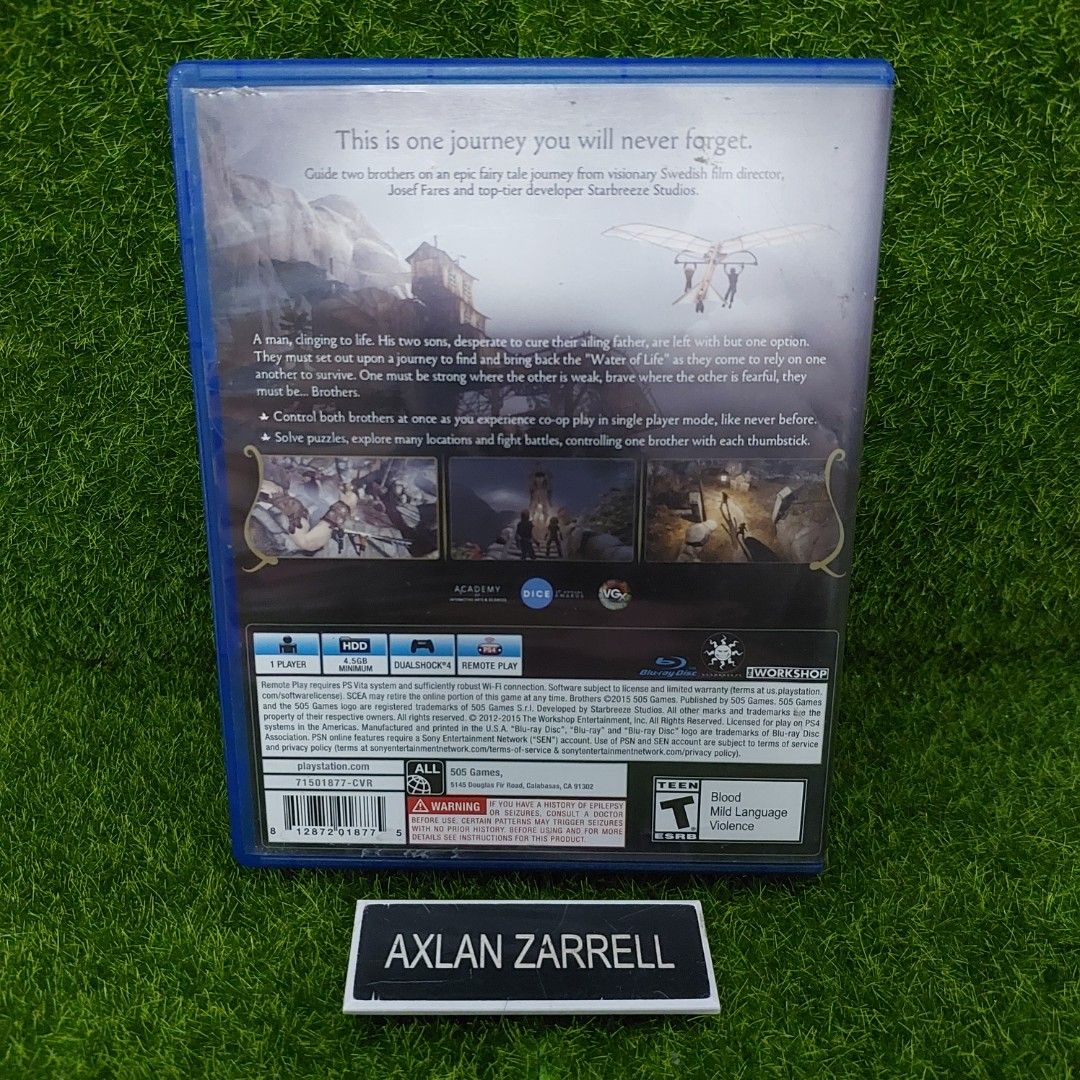 This is one journey you will never forget.
Guide two brothers on an epic fairy tale journey from visionary Swedish film director,
Josef Fares and top-tier developer Starbreeze Studios.
A man, clinging to life. His two sons, desperate to cure their ailing father, are left with but one option.
They must set out upon a journey to find and bring back the "Water of Life" as they come to rely on one
another to survive. One must be strong where the other is weak, brave where the other is fearful, they
must be... Brothers.
Control both brothers at once as you experience co-op play in single player mode, like never before.
Solve puzzles, explore many locations and fight battles, controlling one brother with each thumbstick.
ACADEMY
OF
INTERACTIVE ARTS & SCIENCES
DICE
AWARDS
VGX
1 PLAYER
HDD
4.5GB
MINIMUM
DUALSHOCK®4
PS4
REMOTE PLAY
Blu-ray Disc
STARBREEZE
THE WORKSHOP
Remote Play requires PS Vita system and sufficiently robust Wi-Fi connection. Software subject to license and limited warranty (terms at us.playstation.
com/softwarelicense). SCEA may retire the online portion of this game at any time. Brothers ©2015 505 Games. Published by 505 Games. 505 Games
and the 505 Games logo are registered trademarks of 505 Games S.r.l. Developed by Starbreeze Studios. All other marks and trademarks are the
property of their respective owners. All rights reserved. © 2012-2015 The Workshop Entertainment, Inc. All Rights Reserved. Licensed for play on PS4
systems in the Americas. Manufactured and printed in the U.S.A. "Blu-ray Disc", "Blu-ray" and "Blu-ray Disc" logo are trademarks of Blu-ray Disc
Association. PSN online features require a Sony Entertainment Network ("SEN") account. Use of PSN and SEN account are subject to terms of service
and privacy policy (terms at sonyentertainmentnetwork.com/terms-of-service & sonyentertainmentnetwork.com/privacy policy).
playstation.com
71501877-CVR
8 12872 01877 5
ALL
505 Games,
5145 Douglas Fir Road, Calabasas, CA 91302
WARNING IF YOU HAVE A HISTORY OF EPILEPSY
OR SEIZURES, CONSULT A DOCTOR
BEFORE USE. CERTAIN PATTERNS MAY TRIGGER SEIZURES
WITH NO PRIOR HISTORY. BEFORE USING AND FOR MORE
DETAILS SEE INSTRUCTIONS FOR THIS PRODUCT.
TEEN
T
ESRB
Blood
Mild Language
Violence
AXLAN ZARRELL